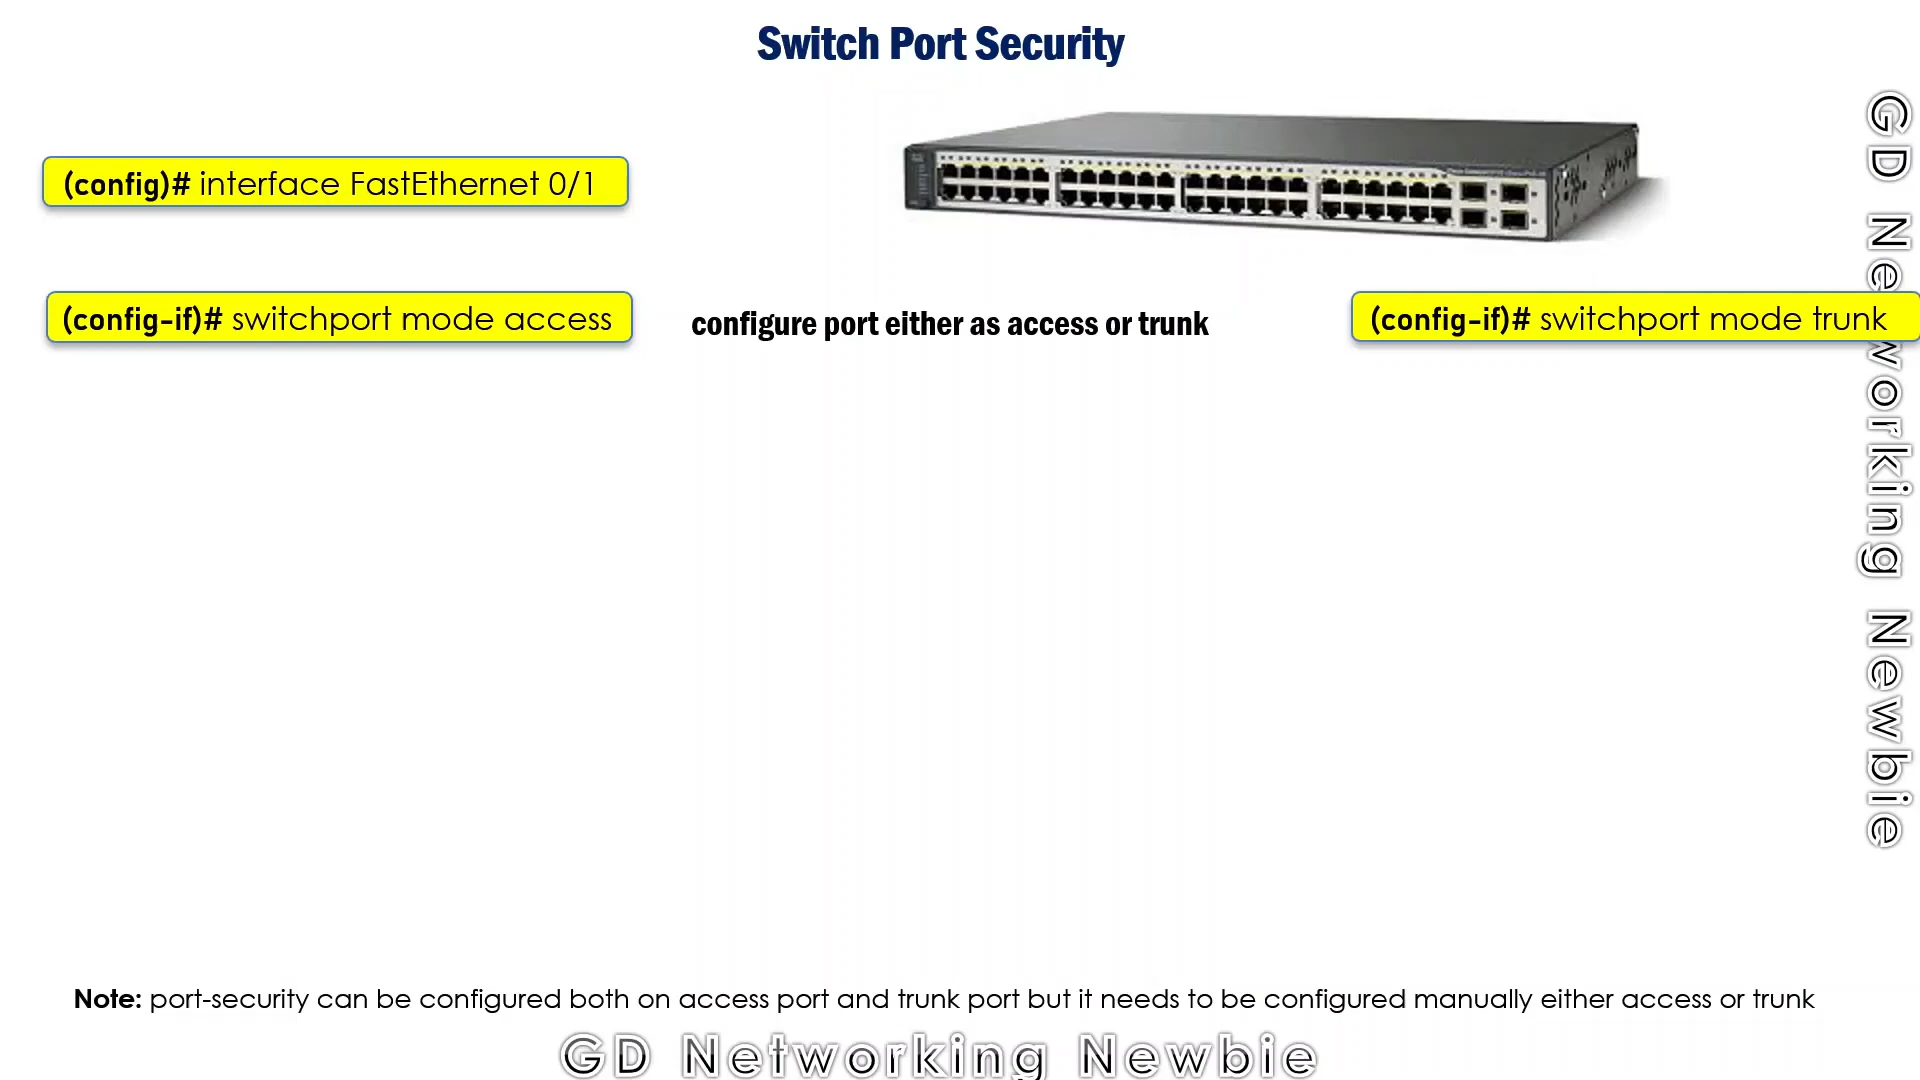 Switch Port Security
(config)# interface FastEthernet 0/1
(config-if)# switchport mode access
configure port either as access or trunk
(config-if)# switchport mode trunk
GD Networking Newbie
Note: port-security can be configured both on access port and trunk port but it needs to be configured manually either access or trunk
GD Networking Newbie